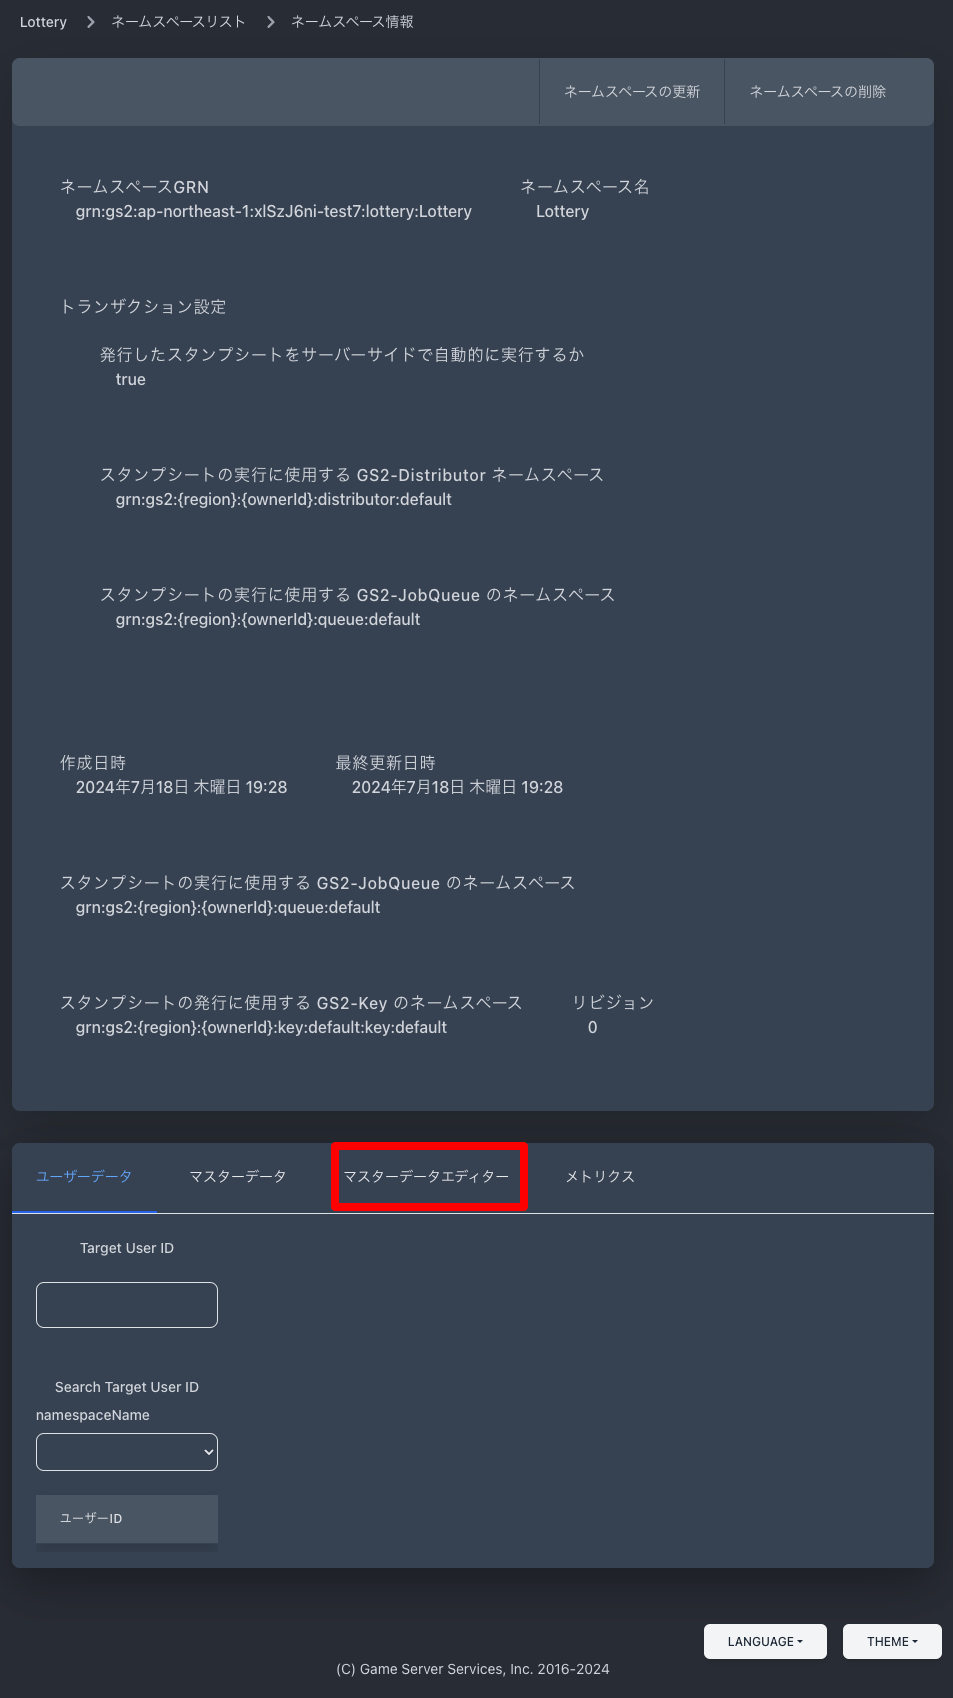 Lottery > ネームスペースリスト > ネームスペース情報
ネームスペースの更新 ネームスペースの削除
ネームスペースGRN ネームスペース名
grn:gs2:ap-northeast-1:xlSzJ6ni-test7:lottery:Lottery Lottery
トランザクション設定
発行したスタンプシートをサーバーサイドで自動的に実行するか
true
スタンプシートの実行に使用する GS2-Distributor ネームスペース
grn:gs2:{region}:{ownerId}:distributor:default
スタンプシートの実行に使用する GS2-JobQueue のネームスペース
grn:gs2:{region}:{ownerId}:queue:default
作成日時 最終更新日時
2024年7月18日 木曜日 19:28 2024年7月18日 木曜日 19:28
スタンプシートの実行に使用する GS2-JobQueue のネームスペース
grn:gs2:{region}:{ownerId}:queue:default
スタンプシートの発行に使用する GS2-Key のネームスペース リビジョン
grn:gs2:{region}:{ownerId}:key:default:key:default 0
ユーザーデータ マスターデータ マスターデータエディター メトリクス
Target User ID
Search Target User ID
namespaceName
ユーザーID
LANGUAGE THEME
(C) Game Server Services, Inc. 2016-2024